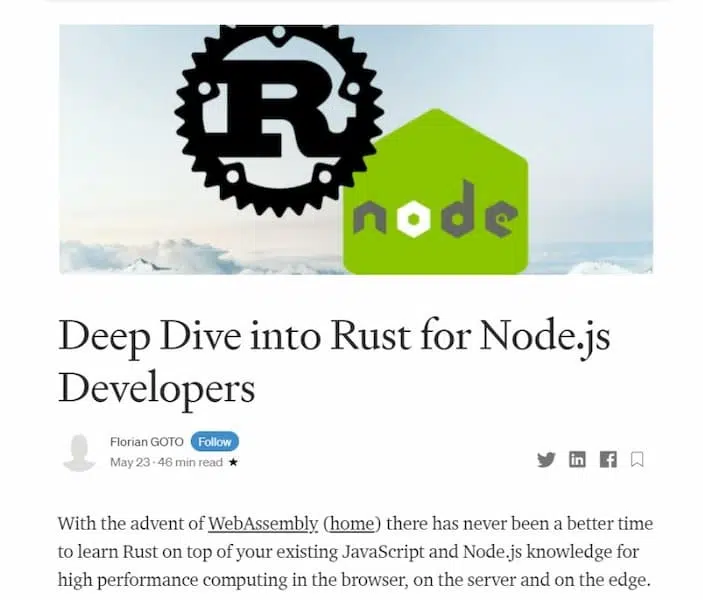 R
node
Deep Dive into Rust for Node.js
Developers
Florian GOTO Follow
May 23 · 46 min read ★
With the advent of WebAssembly (home) there has never been a better time
to learn Rust on top of your existing JavaScript and Node.js knowledge for
high performance computing in the browser, on the server and on the edge.